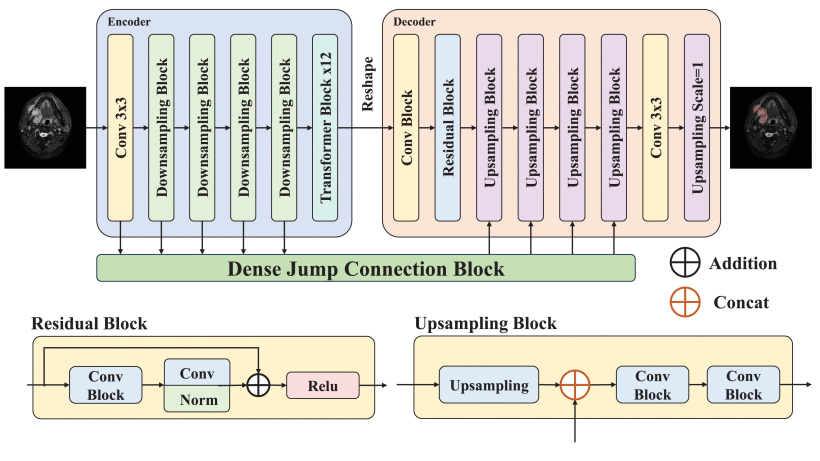 Encoder
Decoder
Conv 3x3
Downsampling Block
Downsampling Block
Downsampling Block
Downsampling Block
Transformer Block x12
Reshape
Conv Block
Residual Block
Upsampling Block
Upsampling Block
Upsampling Block
Upsampling Block
Conv 3x3
Upsampling Scale=1
Dense Jump Connection Block
Addition
Concat
Residual Block
Conv
Block
Conv
Norm
Relu
Upsampling Block
Upsampling
Conv
Block
Conv
Block